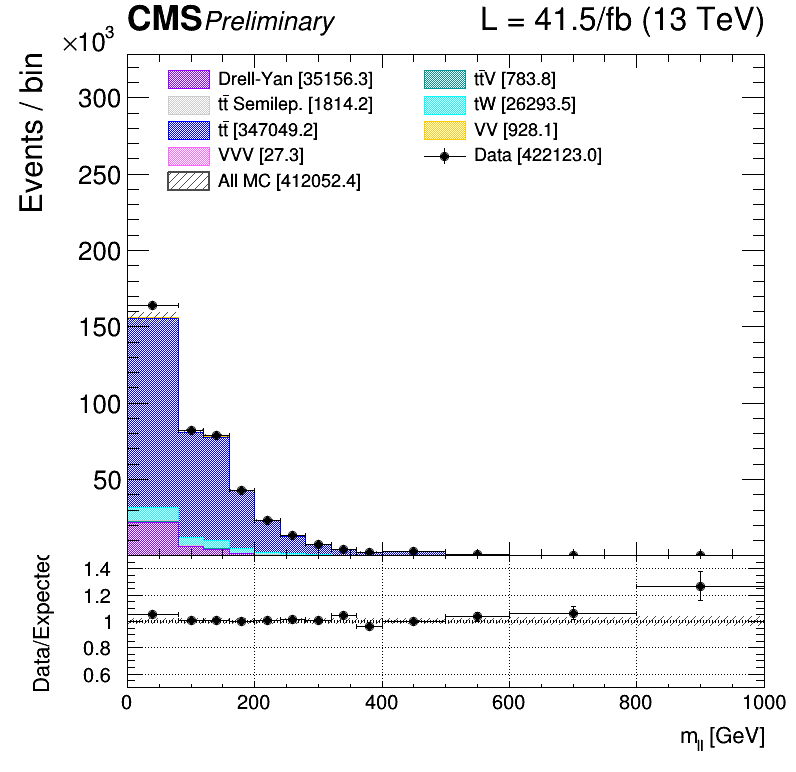 CMS Preliminary L = 41.5/fb (13 TeV)
×10³
Events / bin
300
250
200
150
100
50
Drell-Yan [35156.3]
tt̄ Semilep. [1814.2]
tt̄ [347049.2]
VVV [27.3]
All MC [412052.4]
tt̄V [783.8]
tW [26293.5]
VV [928.1]
Data [422123.0]
Data/Expected
1.4
1.2
1
0.8
0.6
0 200 400 600 800 1000
m_ll [GeV]